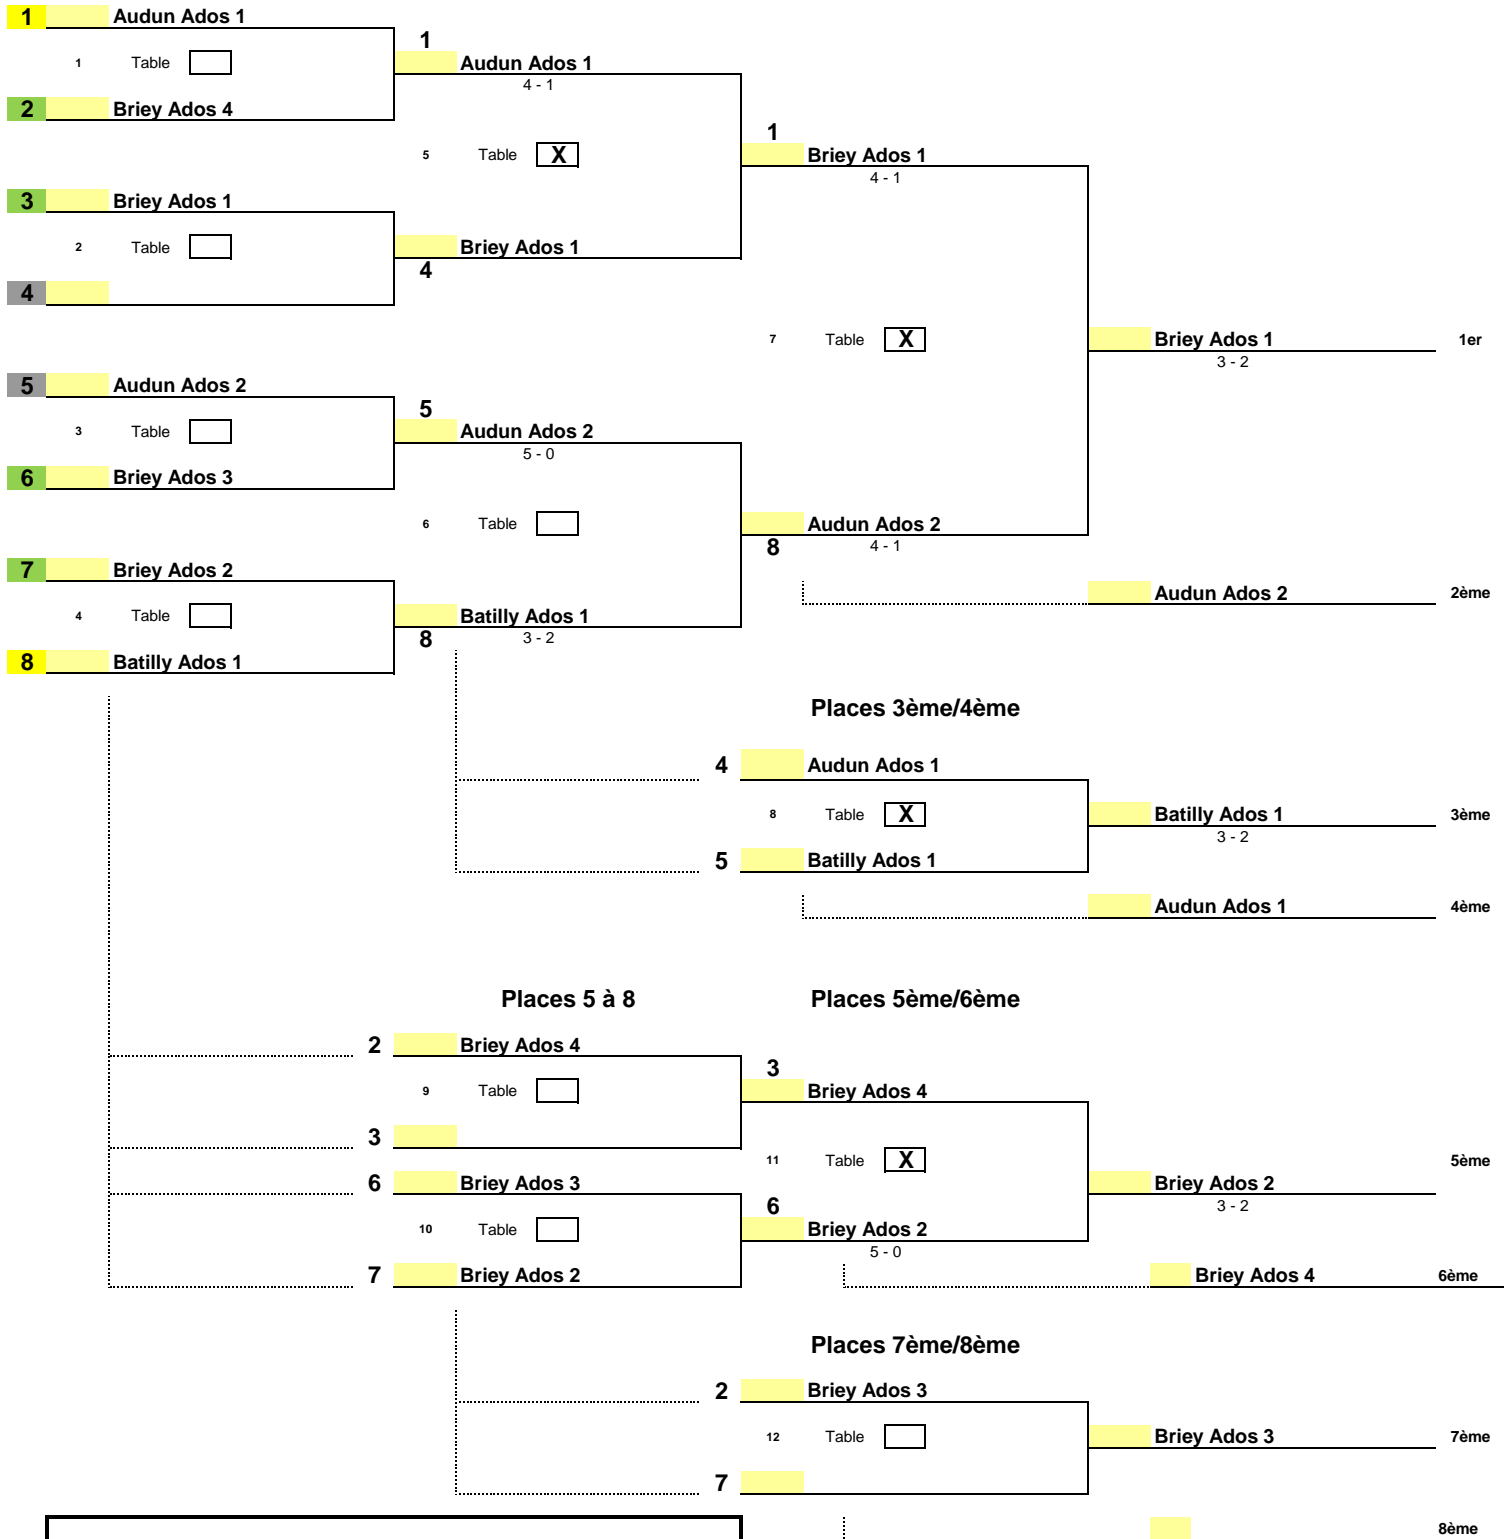 1 Audun Ados 1
1
1 Table
Audun Ados 1
4 - 1
2 Briey Ados 4
1
5 Table X
Briey Ados 1
4 - 1
3 Briey Ados 1
2 Table
Briey Ados 1
4
4
7 Table X
Briey Ados 1 1er
3 - 2
5 Audun Ados 2
5
3 Table
Audun Ados 2
5 - 0
6 Briey Ados 3
6 Table
Audun Ados 2
8
4 - 1
7 Briey Ados 2
Audun Ados 2 2ème
4 Table
Batilly Ados 1
8
3 - 2
8 Batilly Ados 1
Places 3ème/4ème
4 Audun Ados 1
8 Table X
Batilly Ados 1 3ème
3 - 2
5 Batilly Ados 1
Audun Ados 1 4ème
Places 5 à 8 Places 5ème/6ème
2 Briey Ados 4
3
9 Table
Briey Ados 4
3
11 Table X 5ème
6 Briey Ados 3
Briey Ados 2
3 - 2
6
10 Table
Briey Ados 2
5 - 0
7 Briey Ados 2
Briey Ados 4 6ème
Places 7ème/8ème
2 Briey Ados 3
12 Table
Briey Ados 3 7ème
7
8ème